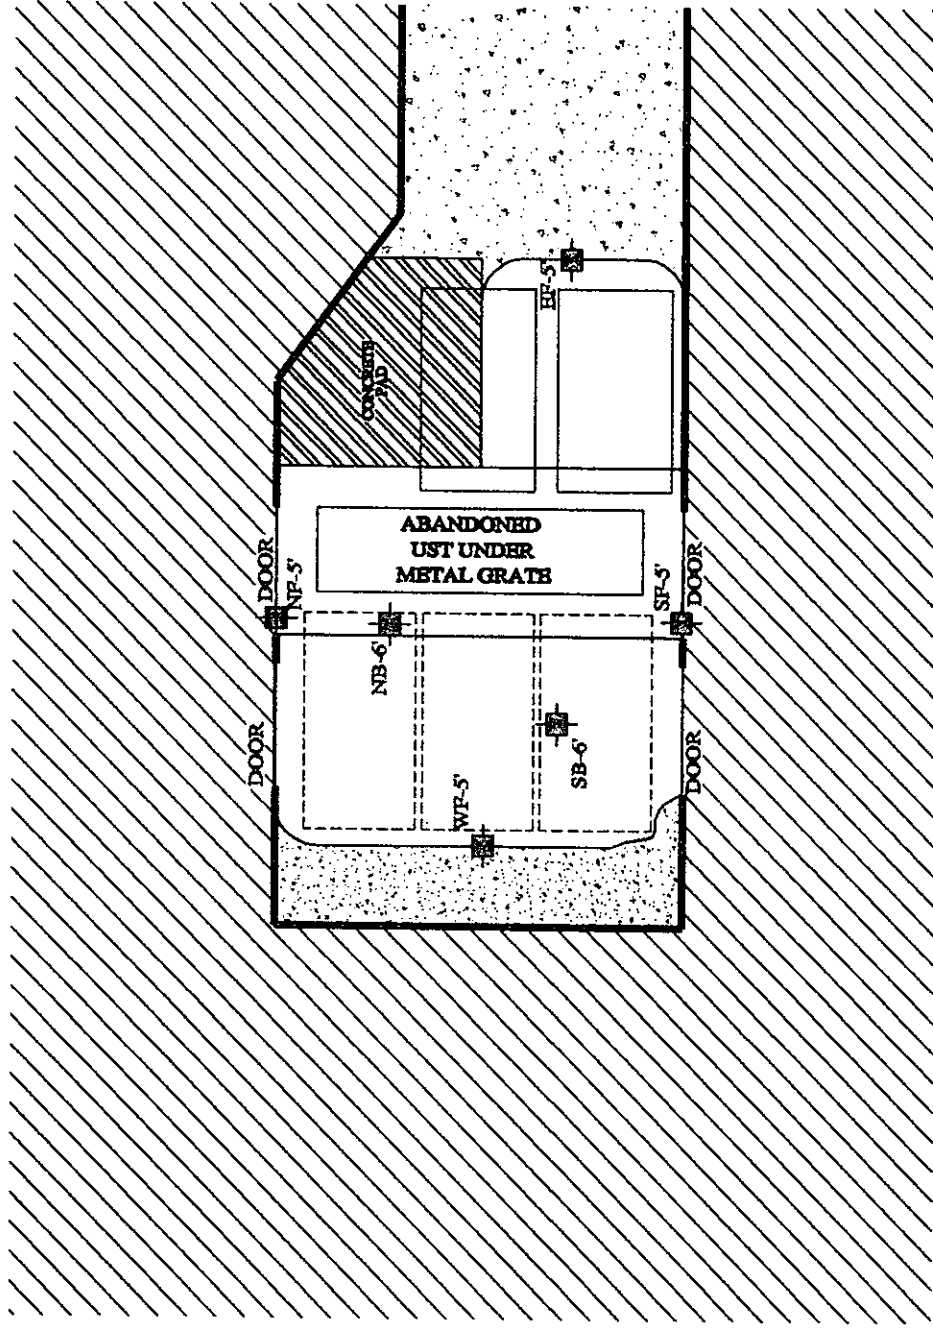 CONCRETE
PAD
EF-5'
ABANDONED
UST UNDER
METAL GRATE
DOOR
NF-5'
SF-5'
DOOR
NB-6'
DOOR
WF-5'
SB-6'
DOOR